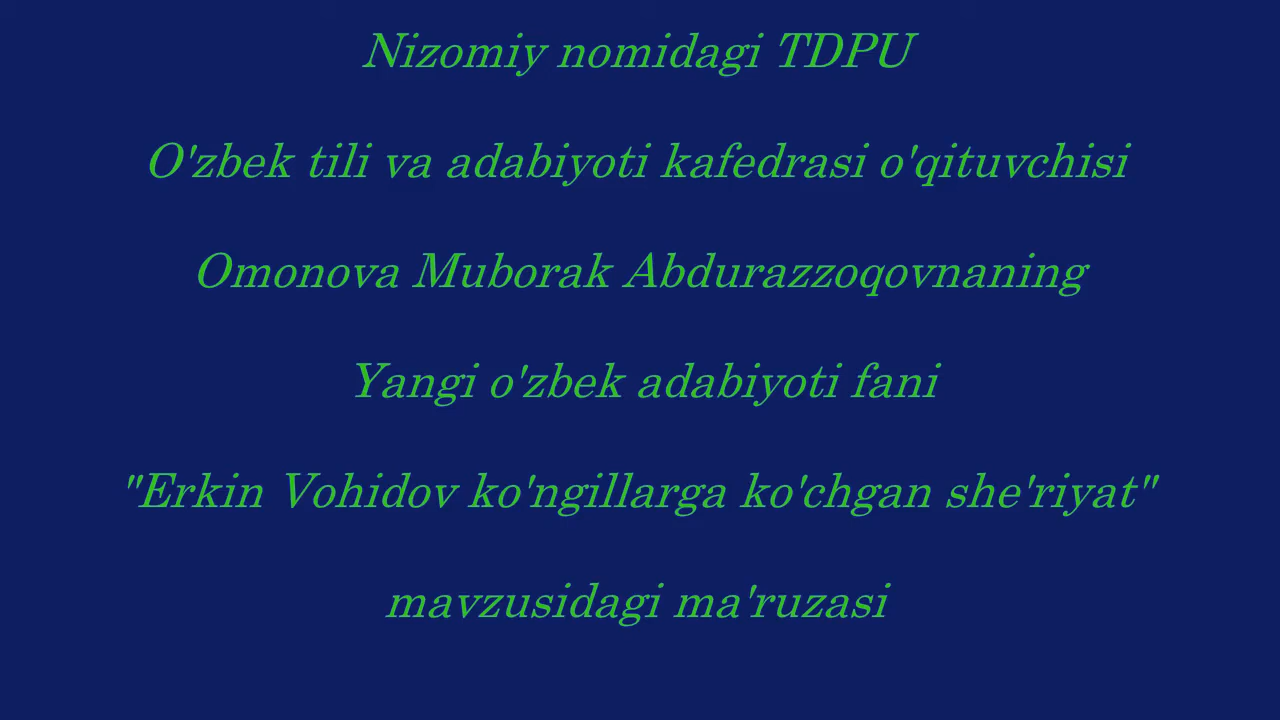 Nizomiy nomidagi TDPU
O'zbek tili va adabiyoti kafedrasi o'qituvchisi
Omonova Muborak Abdurazzoqovnaning
Yangi o'zbek adabiyoti fani
"Erkin Vohidov ko'ngillarga ko'chgan she'riyat"
mavzusidagi ma'ruzasi